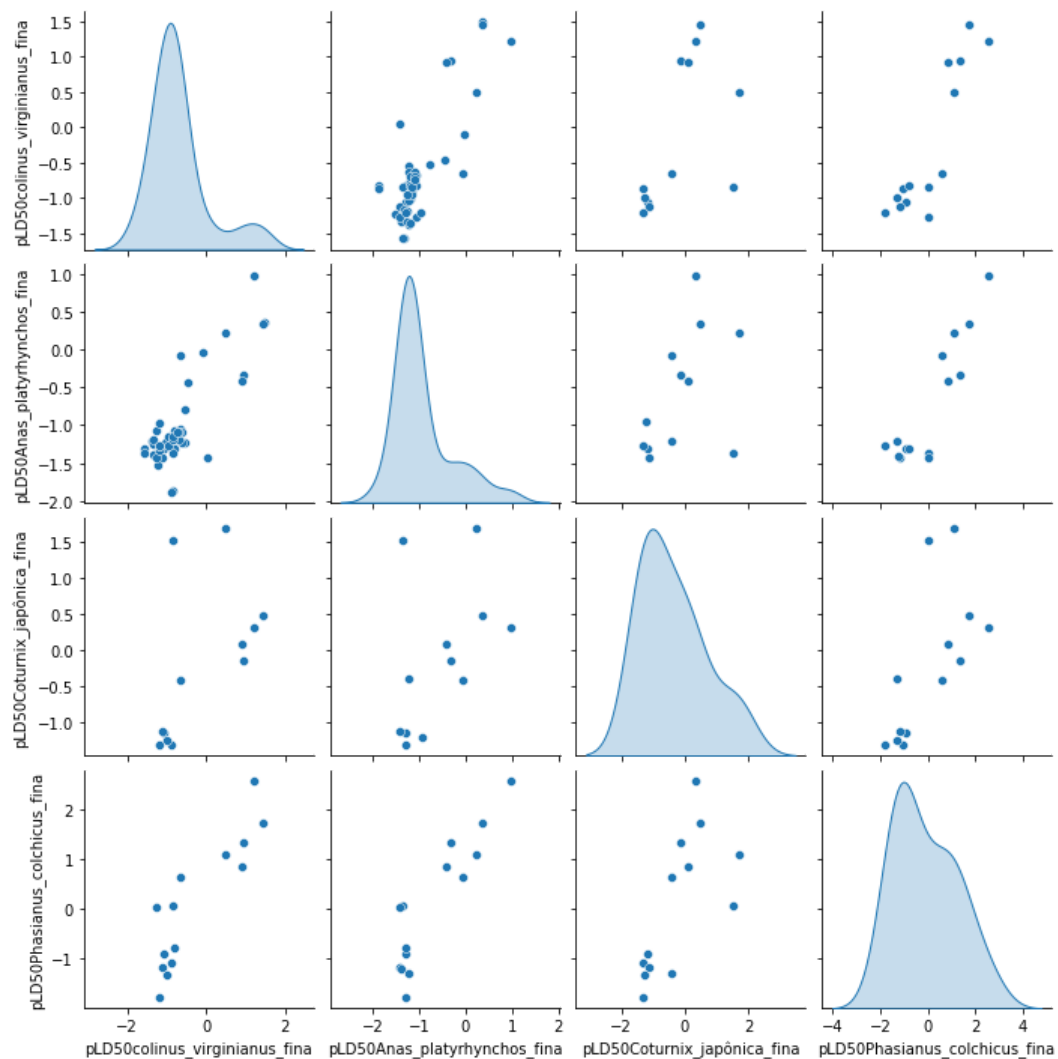 pLD50colinus_virginianus_fina
1.5
1.0
0.5
0.0
−0.5
−1.0
−1.5
pLD50Anas_platyrhynchos_fina
1.0
0.5
0.0
−0.5
−1.0
−1.5
−2.0
pLD50Coturnix_japônica_fina
1.5
1.0
0.5
0.0
−0.5
−1.0
pLD50Phasianus_colchicus_fina
2
1
0
−1
−2 0 2
−2 −1 0 1 2
−2 0 2
−4 −2 0 2 4
pLD50colinus_virginianus_fina
pLD50Anas_platyrhynchos_fina
pLD50Coturnix_japônica_fina
pLD50Phasianus_colchicus_fina